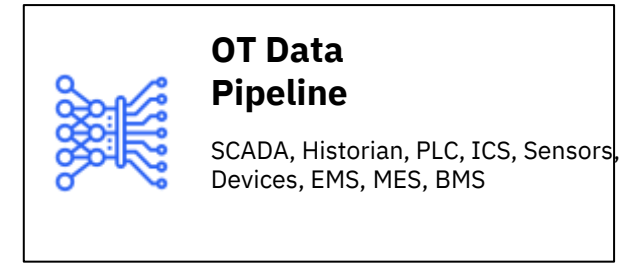 OT Data
Pipeline
SCADA, Historian, PLC, ICS, Sensors,
Devices, EMS, MES, BMS